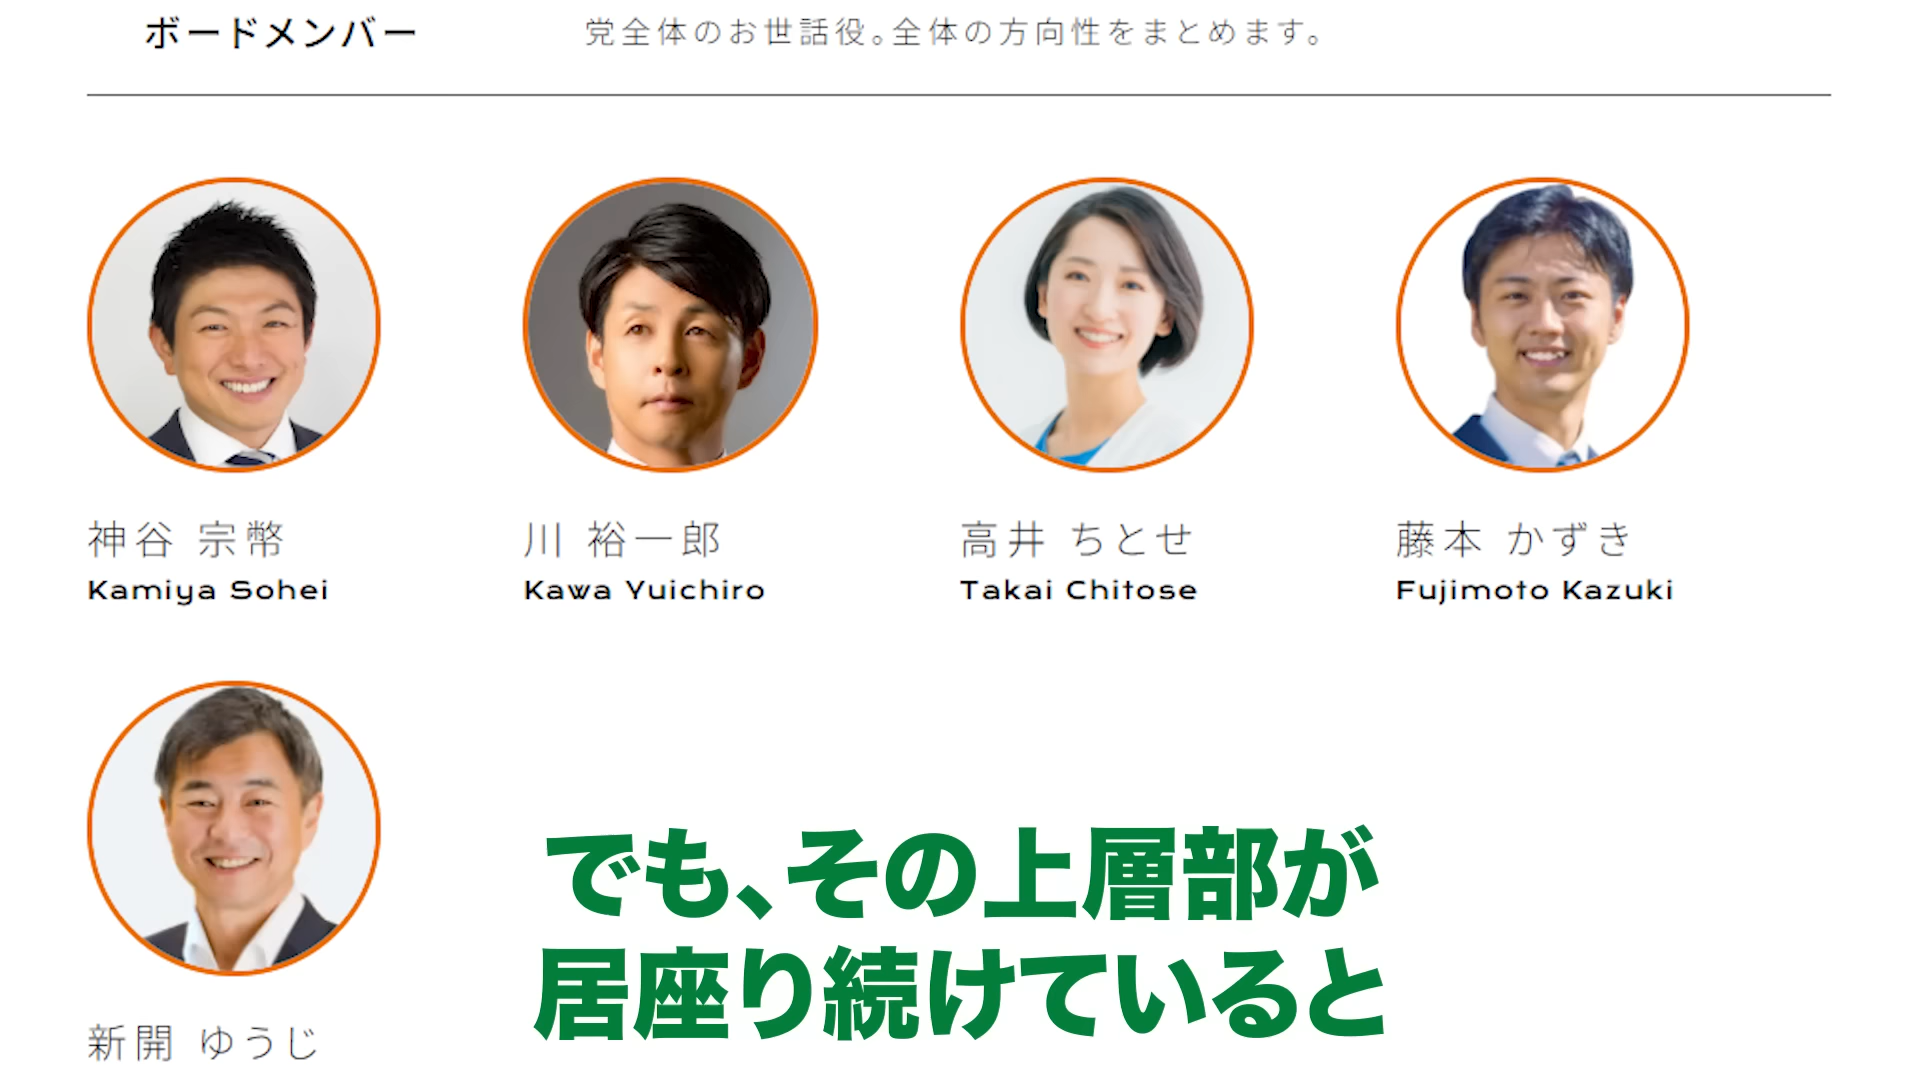 ボードメンバー
党全体のお世話役。全体の方向性をまとめます。
神谷 宗幣
Kamiya Sohei
川 裕一郎
Kawa Yuichiro
高井 ちとせ
Takai Chitose
藤本 かずき
Fujimoto Kazuki
新開 ゆうじ
でも、その上層部が
居座り続けていると